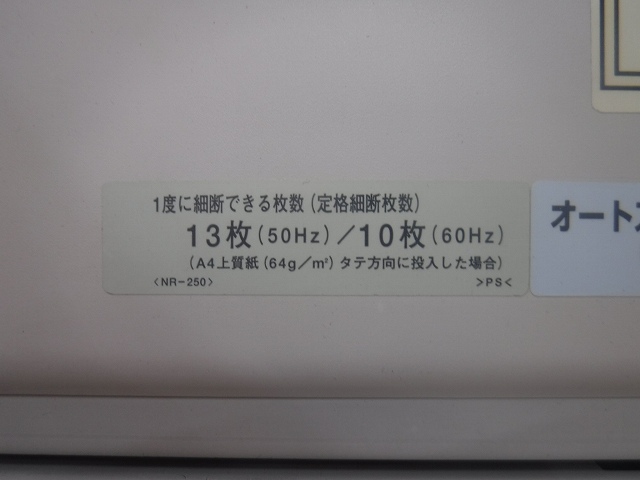 1度に細断できる枚数(定格細断枚数)
13枚(50Hz)/10枚(60Hz)
(A4上質紙(64g/m²)タテ方向に投入した場合)
<NR-250> >PS<
オート